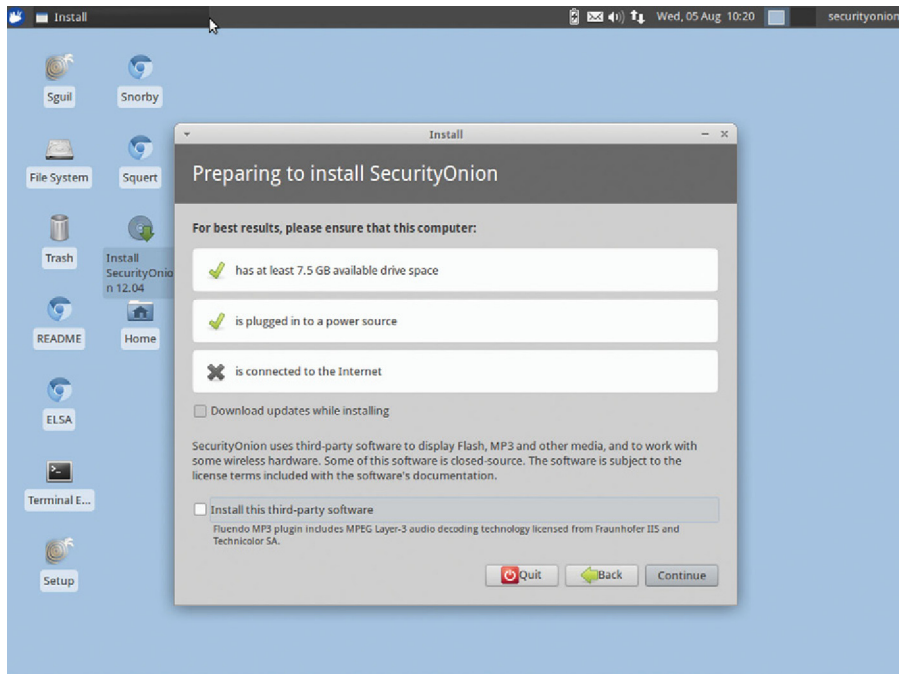 Install
Wed, 05 Aug 10:20
securityonion
Sguil
Snorby
File System
Squert
Trash
Install
SecurityOnio
n 12.04
README
Home
ELSA
Terminal E...
Setup
Install
Preparing to install SecurityOnion
For best results, please ensure that this computer:
has at least 7.5 GB available drive space
is plugged in to a power source
is connected to the Internet
Download updates while installing
SecurityOnion uses third-party software to display Flash, MP3 and other media, and to work with
some wireless hardware. Some of this software is closed-source. The software is subject to the
license terms included with the software's documentation.
Install this third-party software
Fluendo MP3 plugin includes MPEG Layer-3 audio decoding technology licensed from Fraunhofer IIS and
Technicolor SA.
Quit
Back
Continue